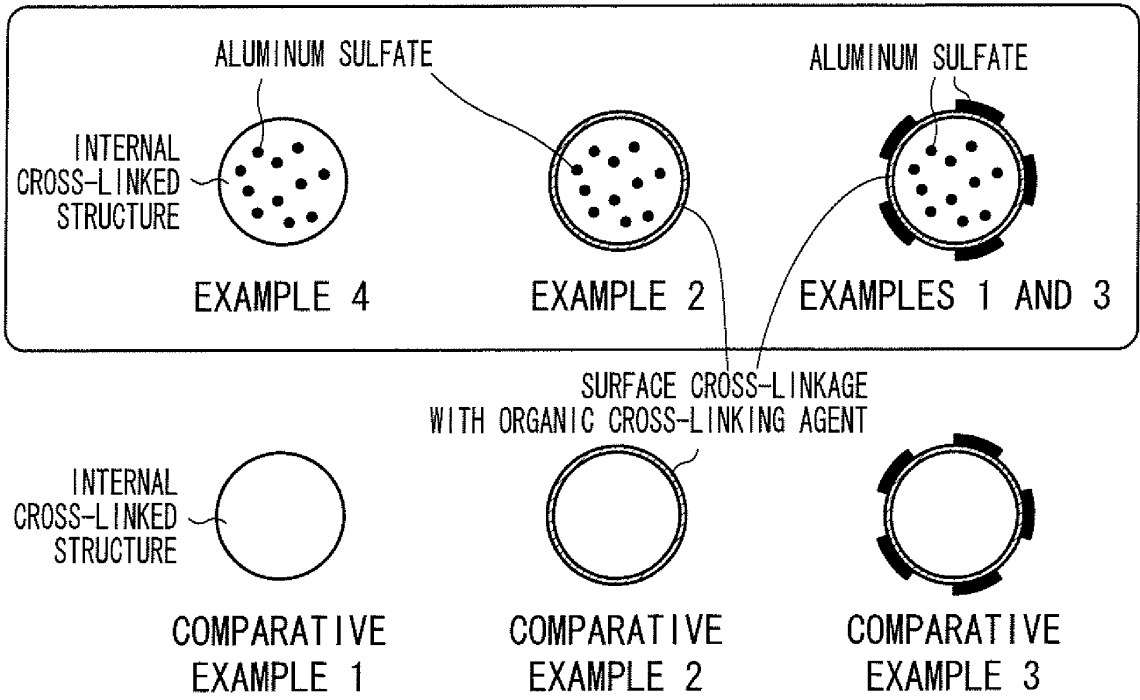 ALUMINUM SULFATE
ALUMINUM SULFATE
INTERNAL
CROSS-LINKED
STRUCTURE
EXAMPLE 4
EXAMPLE 2
EXAMPLES 1 AND 3
SURFACE CROSS-LINKAGE
WITH ORGANIC CROSS-LINKING AGENT
INTERNAL
CROSS-LINKED
STRUCTURE
COMPARATIVE
EXAMPLE 1
COMPARATIVE
EXAMPLE 2
COMPARATIVE
EXAMPLE 3